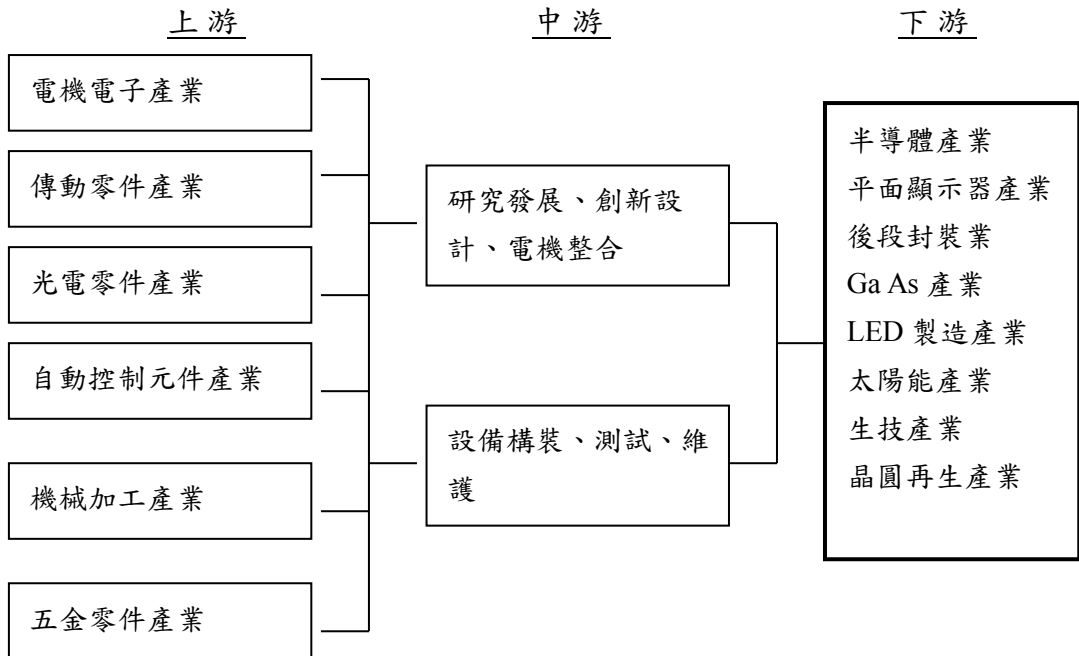 上游
中游
下游
電機電子產業
傳動零件產業
光電零件產業
自動控制元件產業
機械加工產業
五金零件產業
研究發展、創新設
計、電機整合
設備構裝、測試、維
護
半導體產業
平面顯示器產業
後段封裝業
Ga As 產業
LED 製造產業
太陽能產業
生技產業
晶圓再生產業